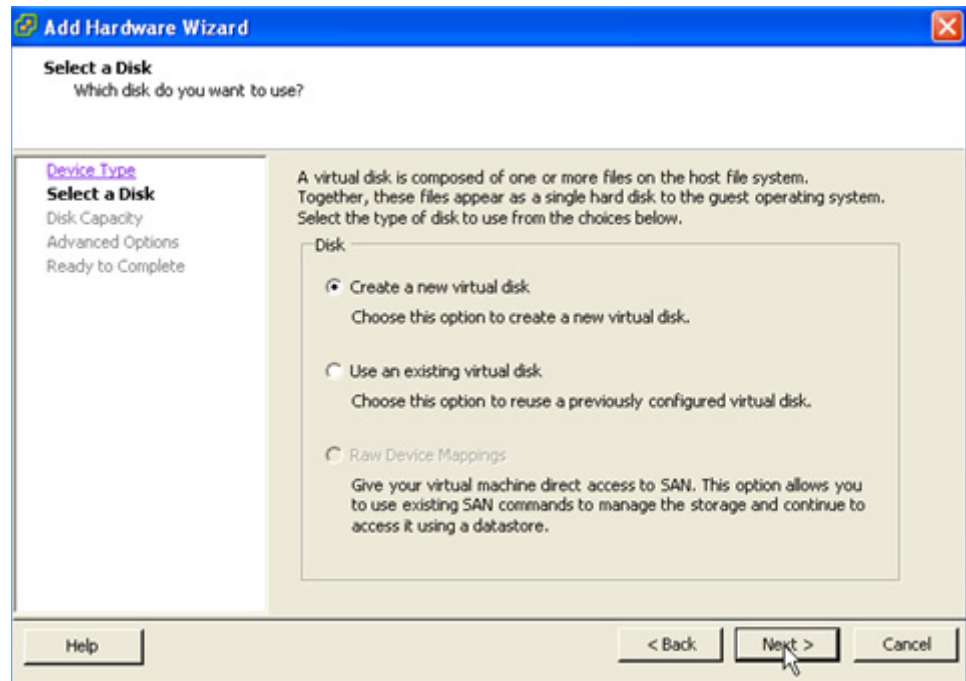 Add Hardware Wizard
Select a Disk
Which disk do you want to use?
Device Type
Select a Disk
Disk Capacity
Advanced Options
Ready to Complete
A virtual disk is composed of one or more files on the host file system.
Together, these files appear as a single hard disk to the guest operating system.
Select the type of disk to use from the choices below.
Disk
Create a new virtual disk
Choose this option to create a new virtual disk.
Use an existing virtual disk
Choose this option to reuse a previously configured virtual disk.
Raw Device Mappings
Give your virtual machine direct access to SAN. This option allows you
to use existing SAN commands to manage the storage and continue to
access it using a datastore.
Help
< Back
Next >
Cancel